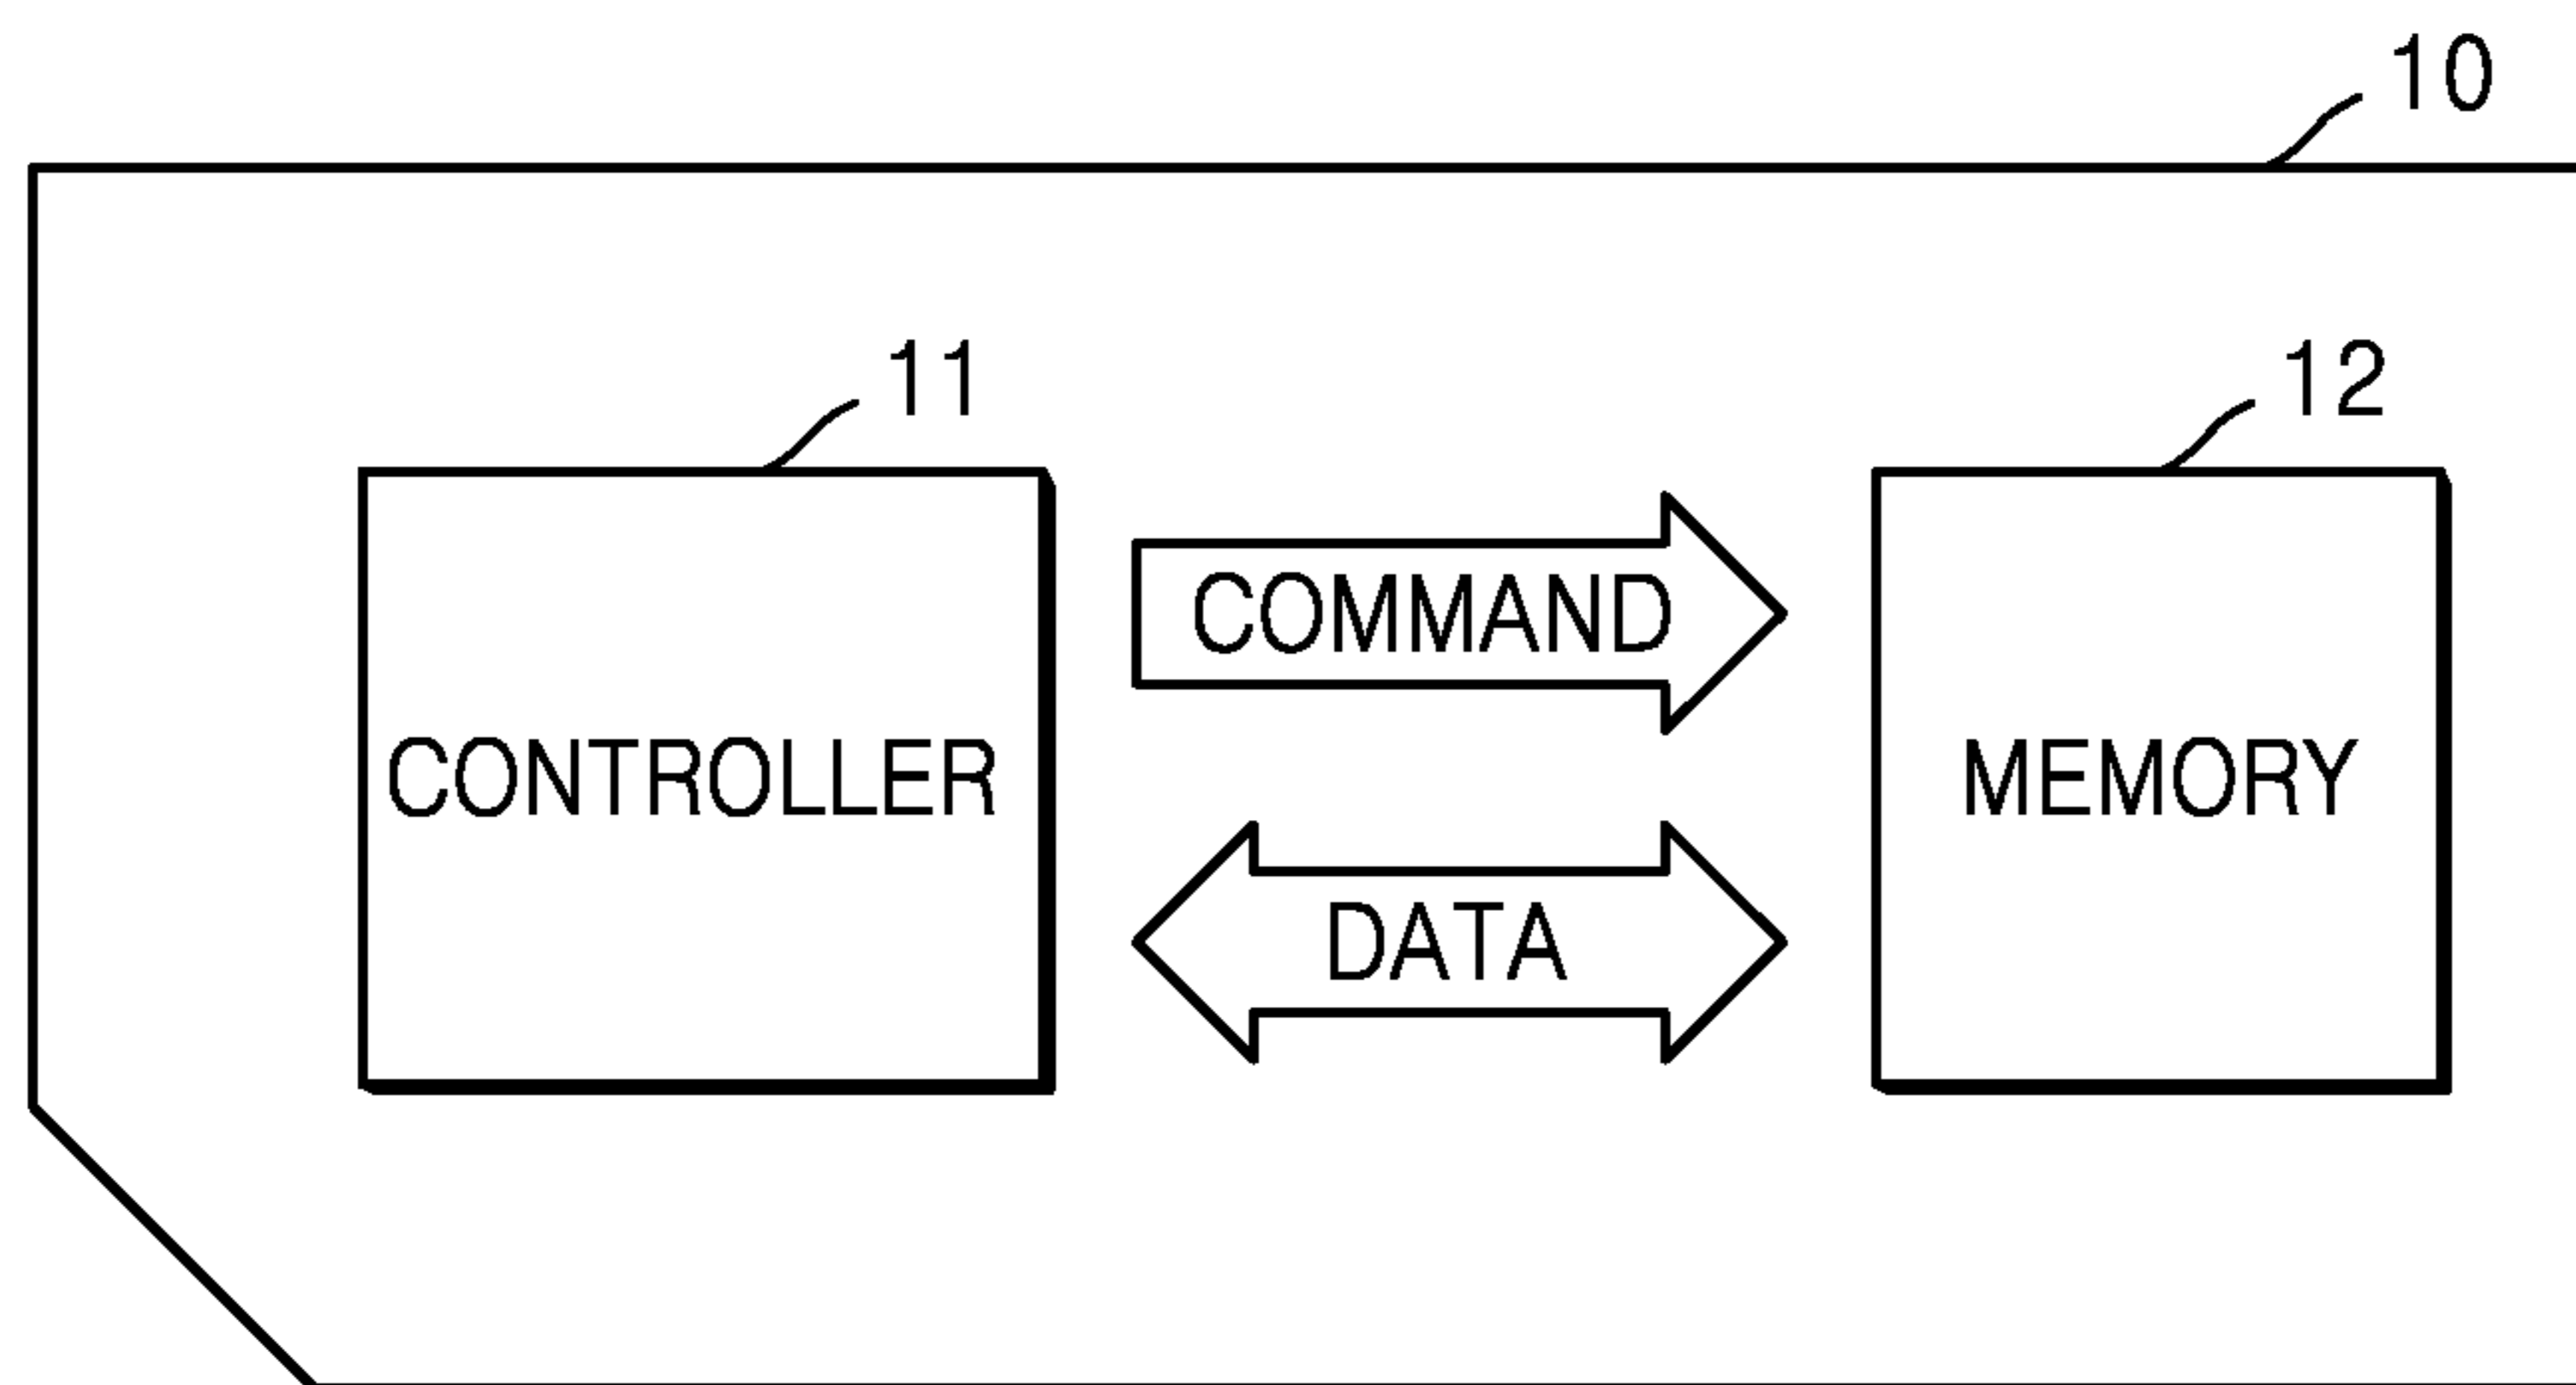 10
11
12
COMMAND
CONTROLLER
MEMORY
DATA